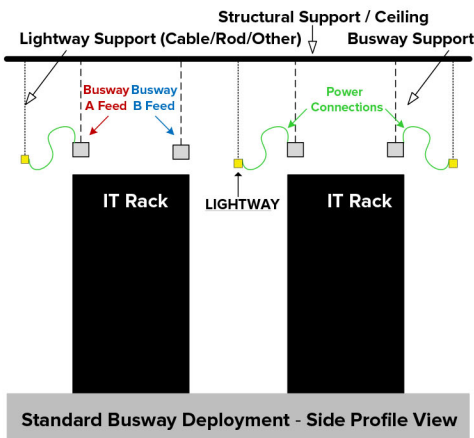 Structural Support / Ceiling
Lightway Support (Cable/Rod/Other)
Busway Support
Busway
A Feed
Busway
B Feed
Power
Connections
IT Rack
LIGHTWAY
IT Rack
Standard Busway Deployment - Side Profile View